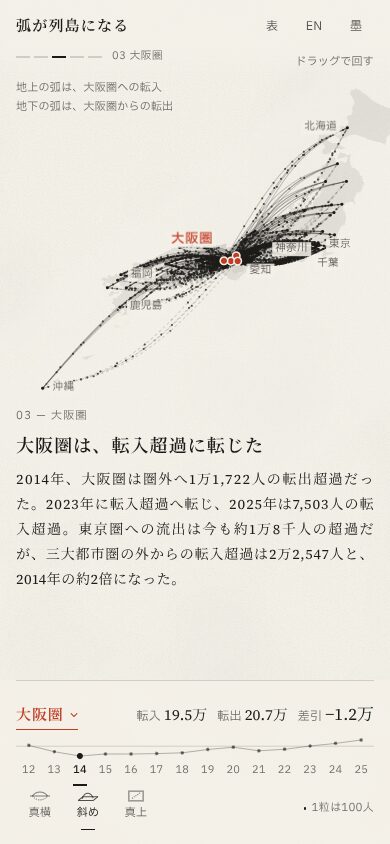 弧が列島になる
表 EN 墨
03 大阪圏
ドラッグで回す
地上の弧は、大阪圏への転入
地下の弧は、大阪圏からの転出
北海道
大阪圏
神奈川
東京
千葉
愛知
福岡
鹿児島
沖縄
03 — 大阪圏
大阪圏は、転入超過に転じた
2014年、大阪圏は圏外へ1万1,722人の転出超過だっ
た。2023年に転入超過へ転じ、2025年は7,503人の転
入超過。東京圏への流出は今も約1万8千人の超過だ
が、三大都市圏の外からの転入超過は2万2,547人と、
2014年の約2倍になった。
大阪圏 転入 19.5万 転出 20.7万 差引 −1.2万
12 13 14 15 16 17 18 19 20 21 22 23 24 25
真横 斜め 真上
1粒は100人